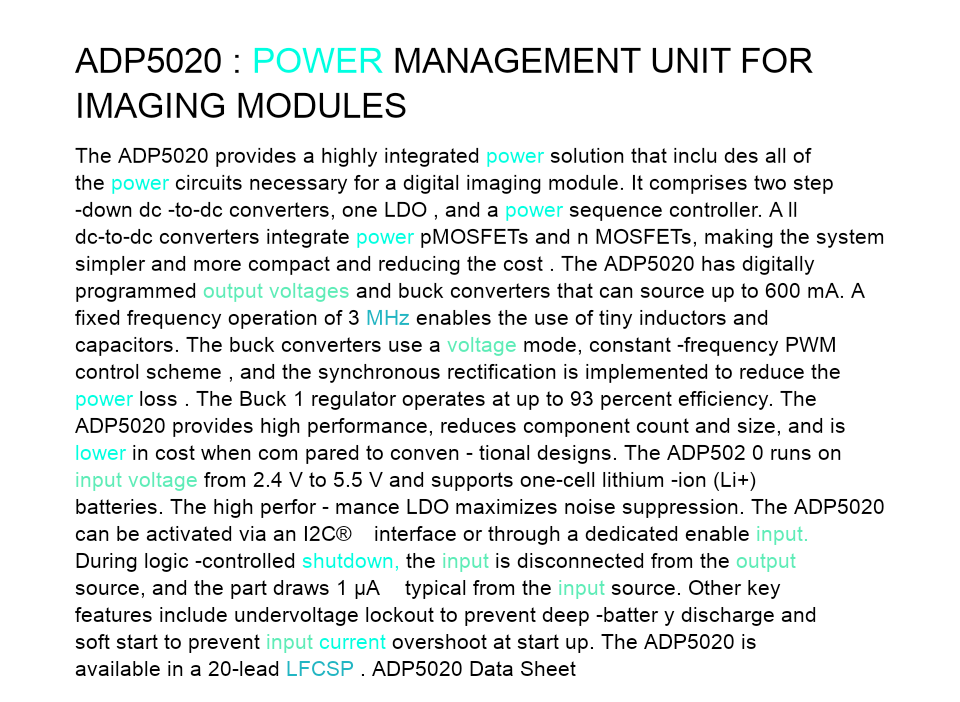 ADP5020 : POWER MANAGEMENT UNIT FOR
IMAGING MODULES
The ADP5020 provides a highly integrated power solution that inclu des all of
the power circuits necessary for a digital imaging module. It comprises two step
-down dc -to-dc converters, one LDO , and a power sequence controller. A ll
dc-to-dc converters integrate power pMOSFETs and n MOSFETs, making the system
simpler and more compact and reducing the cost . The ADP5020 has digitally
programmed output voltages and buck converters that can source up to 600 mA. A
fixed frequency operation of 3 MHz enables the use of tiny inductors and
capacitors. The buck converters use a voltage mode, constant -frequency PWM
control scheme , and the synchronous rectification is implemented to reduce the
power loss . The Buck 1 regulator operates at up to 93 percent efficiency. The
ADP5020 provides high performance, reduces component count and size, and is
lower in cost when com pared to conven - tional designs. The ADP502 0 runs on
input voltage from 2.4 V to 5.5 V and supports one-cell lithium -ion (Li+)
batteries. The high perfor - mance LDO maximizes noise suppression. The ADP5020
can be activated via an I2C® interface or through a dedicated enable input.
During logic -controlled shutdown, the input is disconnected from the output
source, and the part draws 1 µA typical from the input source. Other key
features include undervoltage lockout to prevent deep -batter y discharge and
soft start to prevent input current overshoot at start up. The ADP5020 is
available in a 20-lead LFCSP . ADP5020 Data Sheet